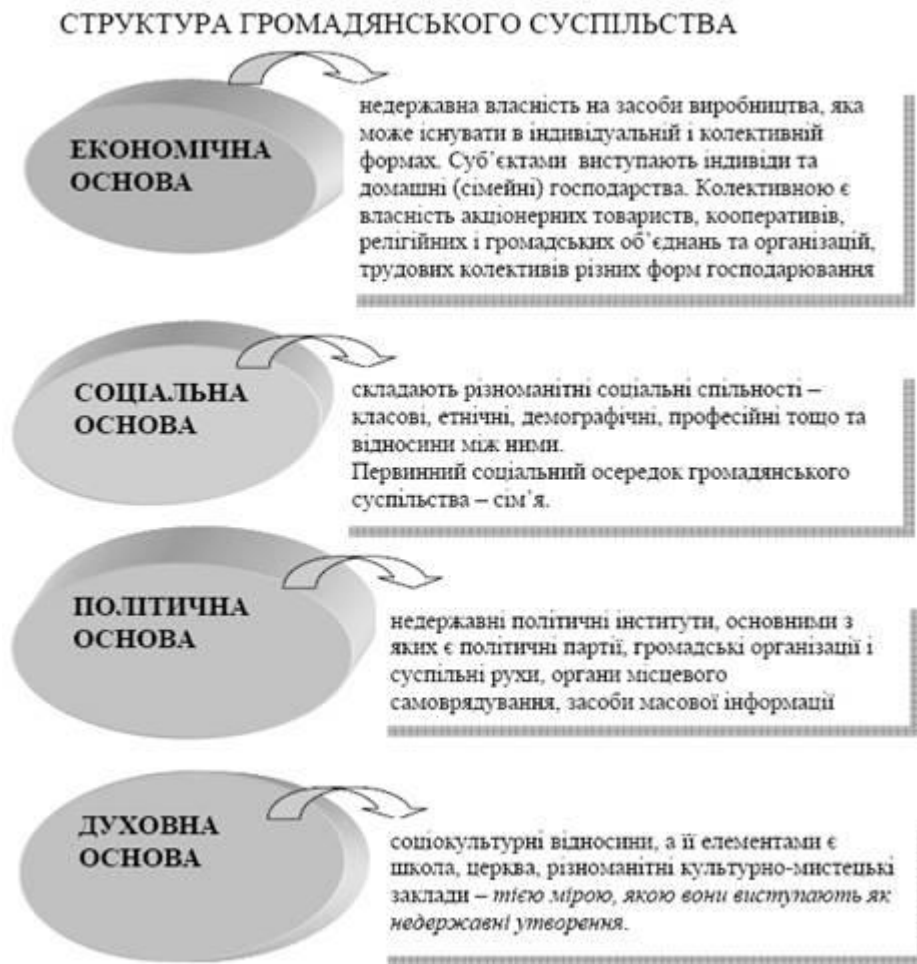 СТРУКТУРА ГРОМАДЯНСЬКОГО СУСПІЛЬСТВА
ЕКОНОМІЧНА
ОСНОВА
недержавна власність на засоби виробництва, яка
може існувати в індивідуальній і колективній
формах. Суб’єктами виступають індивіди та
домашні (сімейні) господарства. Колективною є
власність акціонерних товариств, кооперативів,
релігійних і громадських об’єднань та організацій,
трудових колективів різних форм господарювання
СОЦІАЛЬНА
ОСНОВА
складають різноманітні соціальні спільності –
класові, етнічні, демографічні, професійні тощо та
відносини між ними.
Первинний соціальний осередок громадянського
суспільства – сім’я.
ПОЛІТИЧНА
ОСНОВА
недержавні політичні інститути, основними з
яких є політичні партії, громадські організації і
суспільні рухи, органи місцевого
самоврядування, засоби масової інформації
ДУХОВНА
ОСНОВА
соціокультурні відносини, а її елементами є
школа, церква, різноманітні культурно-мистецькі
заклади – тією мірою, якою вони виступають як
недержавні утворення.